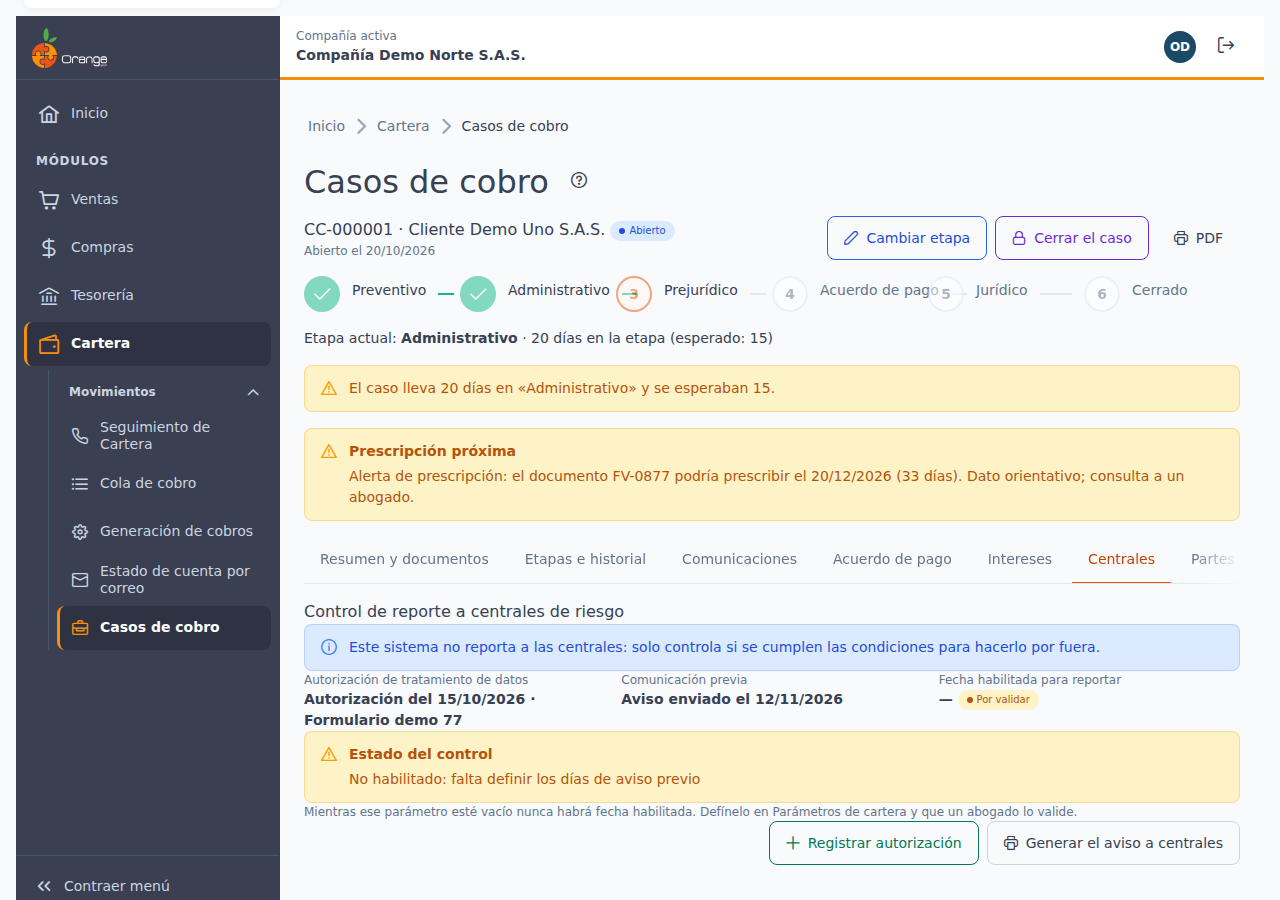 Orange
Compañía activa
Compañía Demo Norte S.A.S.
OD
Inicio
MÓDULOS
Ventas
Compras
Tesorería
Cartera
Movimientos
Seguimiento de
Cartera
Cola de cobro
Generación de cobros
Estado de cuenta por
correo
Casos de cobro
Contraer menú
Inicio Cartera Casos de cobro
Casos de cobro
CC-000001 · Cliente Demo Uno S.A.S. Abierto
Abierto el 20/10/2026
Cambiar etapa
Cerrar el caso
PDF
Preventivo Administrativo 3 Prejurídico 4 Acuerdo de pago 5 Jurídico 6 Cerrado
Etapa actual: Administrativo · 20 días en la etapa (esperado: 15)
El caso lleva 20 días en «Administrativo» y se esperaban 15.
Prescripción próxima
Alerta de prescripción: el documento FV-0877 podría prescribir el 20/12/2026 (33 días). Dato orientativo; consulta a un
abogado.
Resumen y documentos Etapas e historial Comunicaciones Acuerdo de pago Intereses Centrales Partes
Control de reporte a centrales de riesgo
Este sistema no reporta a las centrales: solo controla si se cumplen las condiciones para hacerlo por fuera.
Autorización de tratamiento de datos
Autorización del 15/10/2026 ·
Formulario demo 77
Comunicación previa
Aviso enviado el 12/11/2026
Fecha habilitada para reportar
— Por validar
Estado del control
No habilitado: falta definir los días de aviso previo
Mientras ese parámetro esté vacío nunca habrá fecha habilitada. Defínelo en Parámetros de cartera y que un abogado lo valide.
Registrar autorización
Generar el aviso a centrales